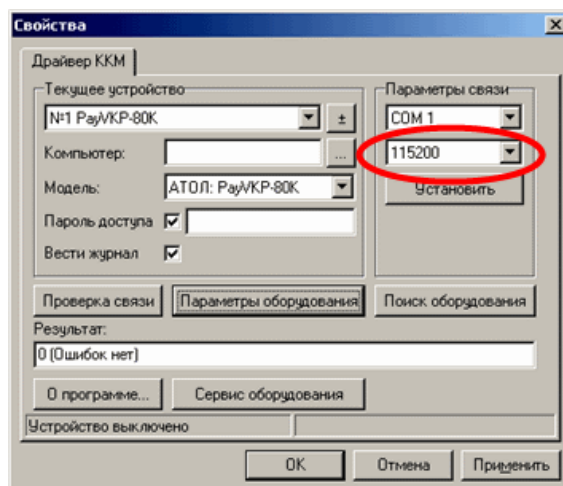 Свойства
Драйвер ККМ
Текущее устройство
Параметры связи
№1 PayVKP-80K
±
COM 1
Компьютер:
...
115200
Модель:
АТОЛ: PayVKP-80K
Установить
Пароль доступа
Вести журнал
Проверка связи
Параметры оборудования
Поиск оборудования
Результат:
0 (Ошибок нет)
О программе...
Сервис оборудования
Устройство выключено
OK
Отмена
Применить